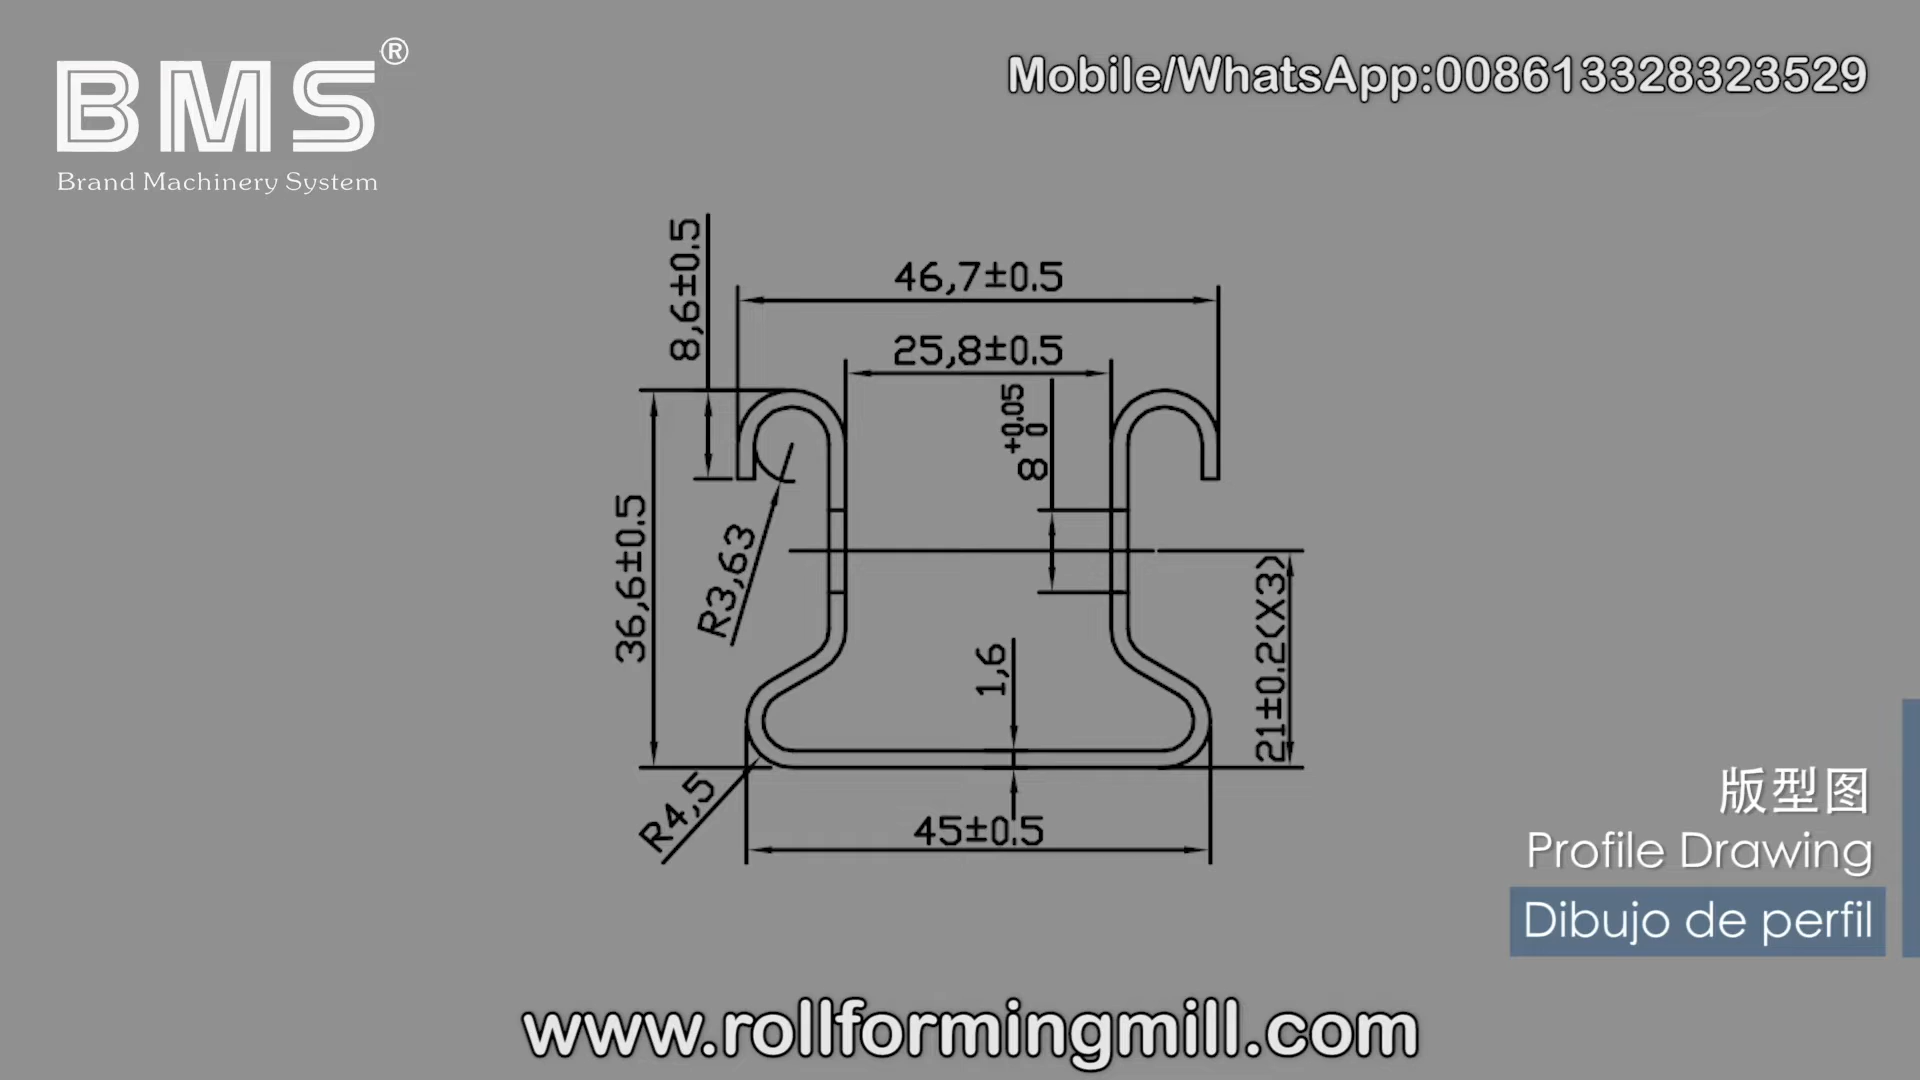 BMS®
Brand Machinery System
Mobile/WhatsApp:008613328323529
8,6±0.5
46,7±0.5
25,8±0.5
8 +0.05 0
36,6±0.5
R3,63
1,6
21±0.2(X3)
R4,5
45±0.5
版型图
Profile Drawing
Dibujo de perfil
www.rollformingmill.com